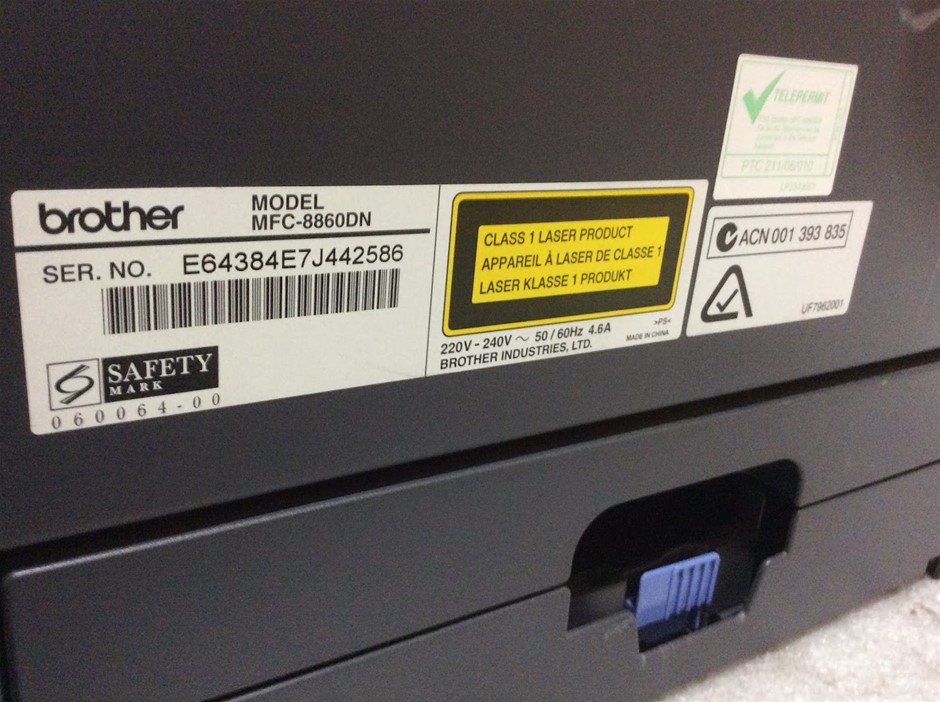 brother
MODEL
MFC-8860DN
SER. NO. E64384E7J442586
SAFETY
MARK
060064-00
CLASS 1 LASER PRODUCT
APPAREIL À LASER DE CLASSE 1
LASER KLASSE 1 PRODUKT
220V - 240V ～ 50 / 60Hz 4.6A
BROTHER INDUSTRIES, LTD.
>PS<
MADE IN CHINA
TELEPERMIT
PTC 211/06/010
ACN 001 393 835
UF7962001